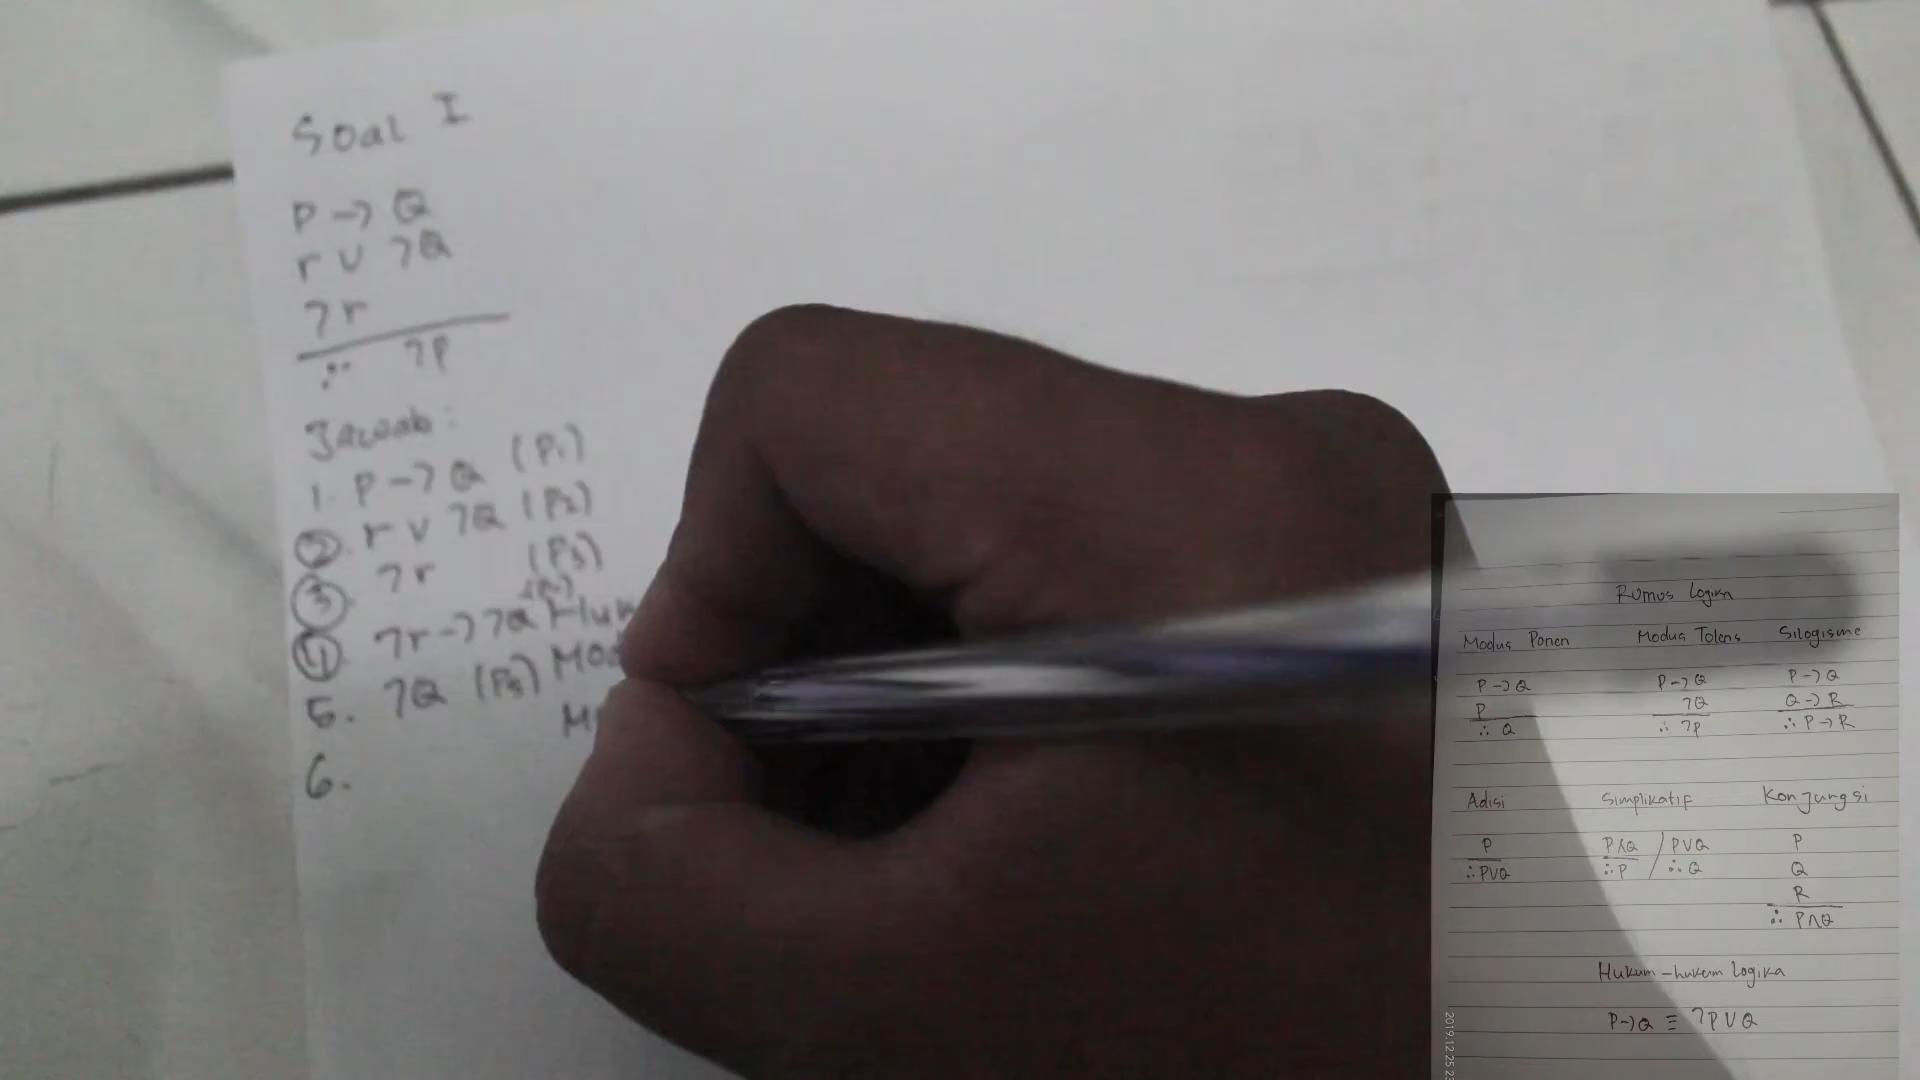 Soal I
P → Q
r ∨ ¬Q
¬r
∴ ¬P
Jawab:
1. P → Q (P1)
2. r ∨ ¬Q (P2)
3. ¬r (P3)
4. ¬r → ¬Q
5. ¬Q (P5)
6.
Rumus Logika
Modus Ponen Modus Tolens Silogisme
P → Q P → Q P → Q
P ¬Q Q → R
∴ Q ∴ ¬P ∴ P → R
Adisi Simplikatif Konjungsi
P P∧Q / P∨Q P
∴ P∨Q ∴ P ∴ Q Q
R
∴ P∧Q
Hukum-hukum Logika
P→Q ≡ ¬P∨Q